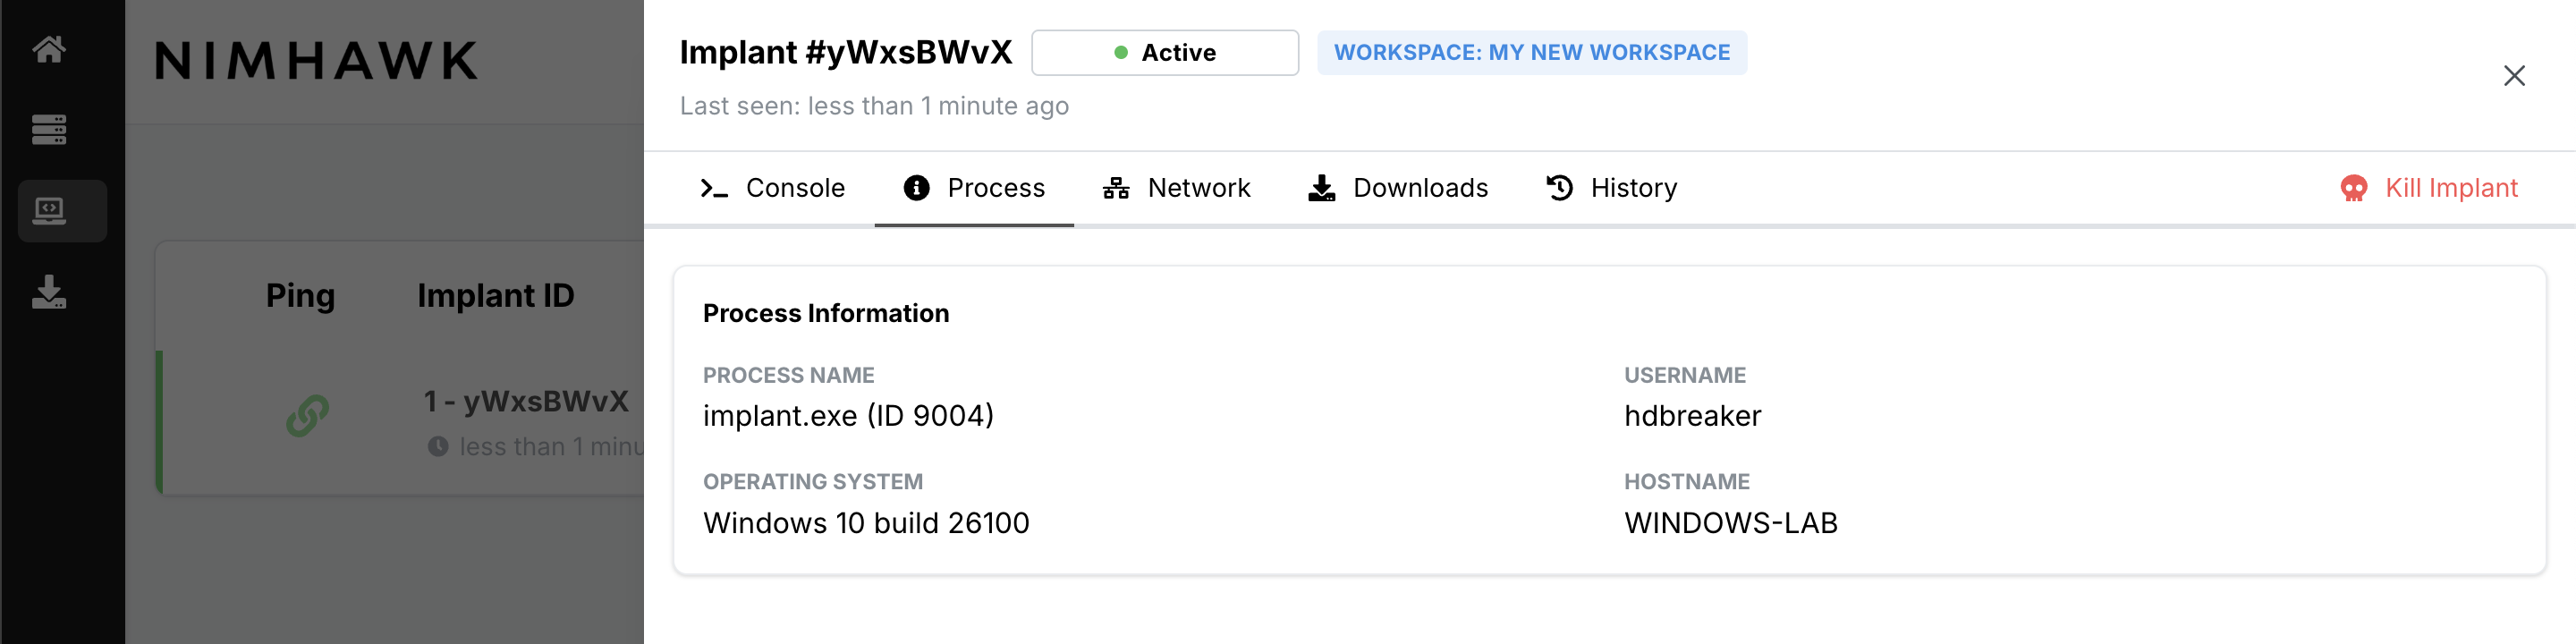 NIMHAWK
Ping Implant ID
1 - yWxsBWvX
less than 1 minu
Implant #yWxsBWvX Active WORKSPACE: MY NEW WORKSPACE
Last seen: less than 1 minute ago
Console Process Network Downloads History Kill Implant
Process Information
PROCESS NAME USERNAME
implant.exe (ID 9004) hdbreaker
OPERATING SYSTEM HOSTNAME
Windows 10 build 26100 WINDOWS-LAB